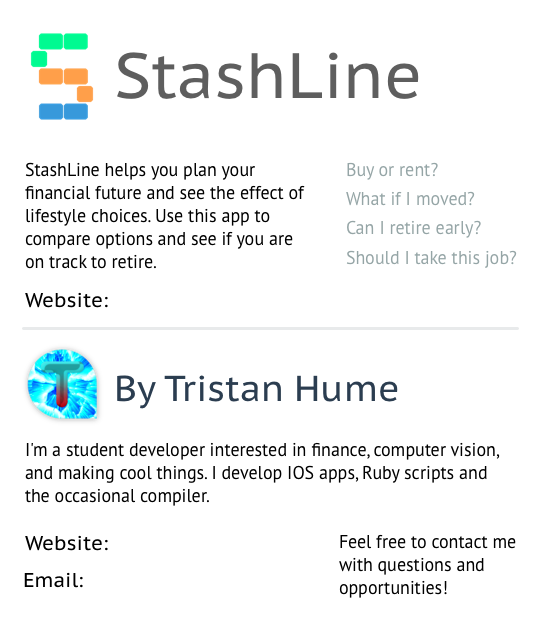 StashLine
StashLine helps you plan your
financial future and see the effect of
lifestyle choices. Use this app to
compare options and see if you are
on track to retire.
Buy or rent?
What if I moved?
Can I retire early?
Should I take this job?
Website:
T
By Tristan Hume
I'm a student developer interested in finance, computer vision,
and making cool things. I develop IOS apps, Ruby scripts and
the occasional compiler.
Website:
Email:
Feel free to contact me
with questions and
opportunities!